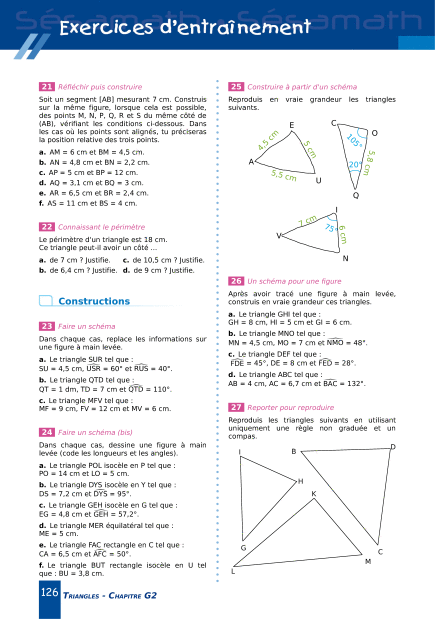 Sésamath Sésamath
Exercices d'entraînement
21 Réfléchir puis construire
Soit un segment [AB] mesurant 7 cm. Construis
sur la même figure, lorsque cela est possible,
des points M, N, P, Q, R et S du même côté de
(AB), vérifiant les conditions ci-dessous. Dans
les cas où les points sont alignés, tu préciseras
la position relative des trois points.
a. AM = 6 cm et BM = 4,5 cm.
b. AN = 4,8 cm et BN = 2,2 cm.
c. AP = 5 cm et BP = 12 cm.
d. AQ = 3,1 cm et BQ = 3 cm.
e. AR = 6,5 cm et BR = 2,4 cm.
f. AS = 11 cm et BS = 4 cm.
22 Connaissant le périmètre
Le périmètre d'un triangle est 18 cm.
Ce triangle peut-il avoir un côté ...
a. de 7 cm ? Justifie. c. de 10,5 cm ? Justifie.
b. de 6,4 cm ? Justifie. d. de 9 cm ? Justifie.
Constructions
23 Faire un schéma
Dans chaque cas, replace les informations sur
une figure à main levée.
a. Le triangle SUR tel que :
SU = 4,5 cm, USR = 60° et RUS = 40°.
b. Le triangle QTD tel que :
QT = 1 dm, TD = 7 cm et QTD = 110°.
c. Le triangle MFV tel que :
MF = 9 cm, FV = 12 cm et MV = 6 cm.
24 Faire un schéma (bis)
Dans chaque cas, dessine une figure à main
levée (code les longueurs et les angles).
a. Le triangle POL isocèle en P tel que :
PO = 14 cm et LO = 5 cm.
b. Le triangle DYS isocèle en Y tel que :
DS = 7,2 cm et DYS = 95°.
c. Le triangle GEH isocèle en G tel que :
EG = 4,8 cm et GEH = 57,2°.
d. Le triangle MER équilatéral tel que :
ME = 5 cm.
e. Le triangle FAC rectangle en C tel que :
CA = 6,5 cm et AFC = 50°.
f. Le triangle BUT rectangle isocèle en U tel
que : BU = 3,8 cm.
25 Construire à partir d'un schéma
Reproduis en vraie grandeur les triangles
suivants.
E
C
O
4,5 cm
5 cm
105°
A
20°
5,8 cm
5,5 cm
U
Q
I
7 cm
75°
6 cm
V
N
26 Un schéma pour une figure
Après avoir tracé une figure à main levée,
construis en vraie grandeur ces triangles.
a. Le triangle GHI tel que :
GH = 8 cm, HI = 5 cm et GI = 6 cm.
b. Le triangle MNO tel que :
MN = 4,5 cm, MO = 7 cm et NMO = 48°.
c. Le triangle DEF tel que :
FDE = 45°, DE = 8 cm et FED = 28°.
d. Le triangle ABC tel que :
AB = 4 cm, AC = 6,7 cm et BAC = 132°.
27 Reporter pour reproduire
Reproduis les triangles suivants en utilisant
uniquement une règle non graduée et un
compas.
I
B
D
H
K
G
C
M
L
126 TRIANGLES - CHAPITRE G2